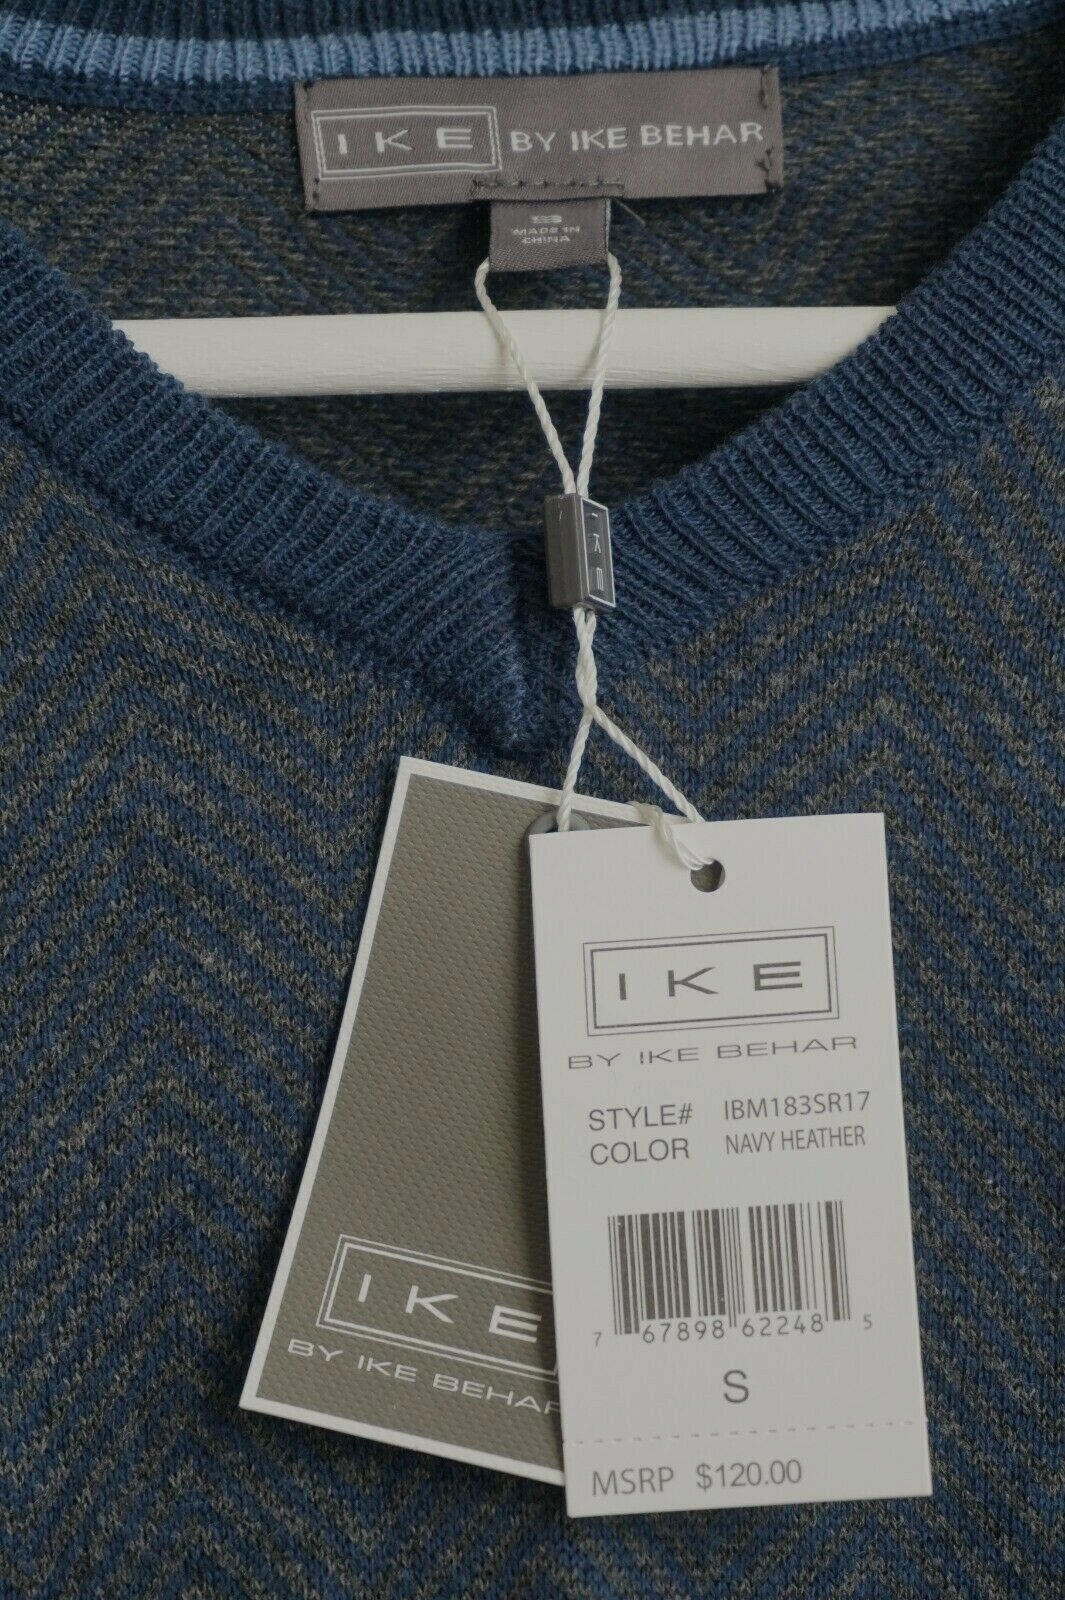 IKE BY IKE BEHAR
S
MADE IN
CHINA
IKE
IKE
BY IKE BEHAR
STYLE# IBM183SR17
COLOR NAVY HEATHER
7 67898 62248 5
S
MSRP $120.00
IKE
BY IKE BEHAR